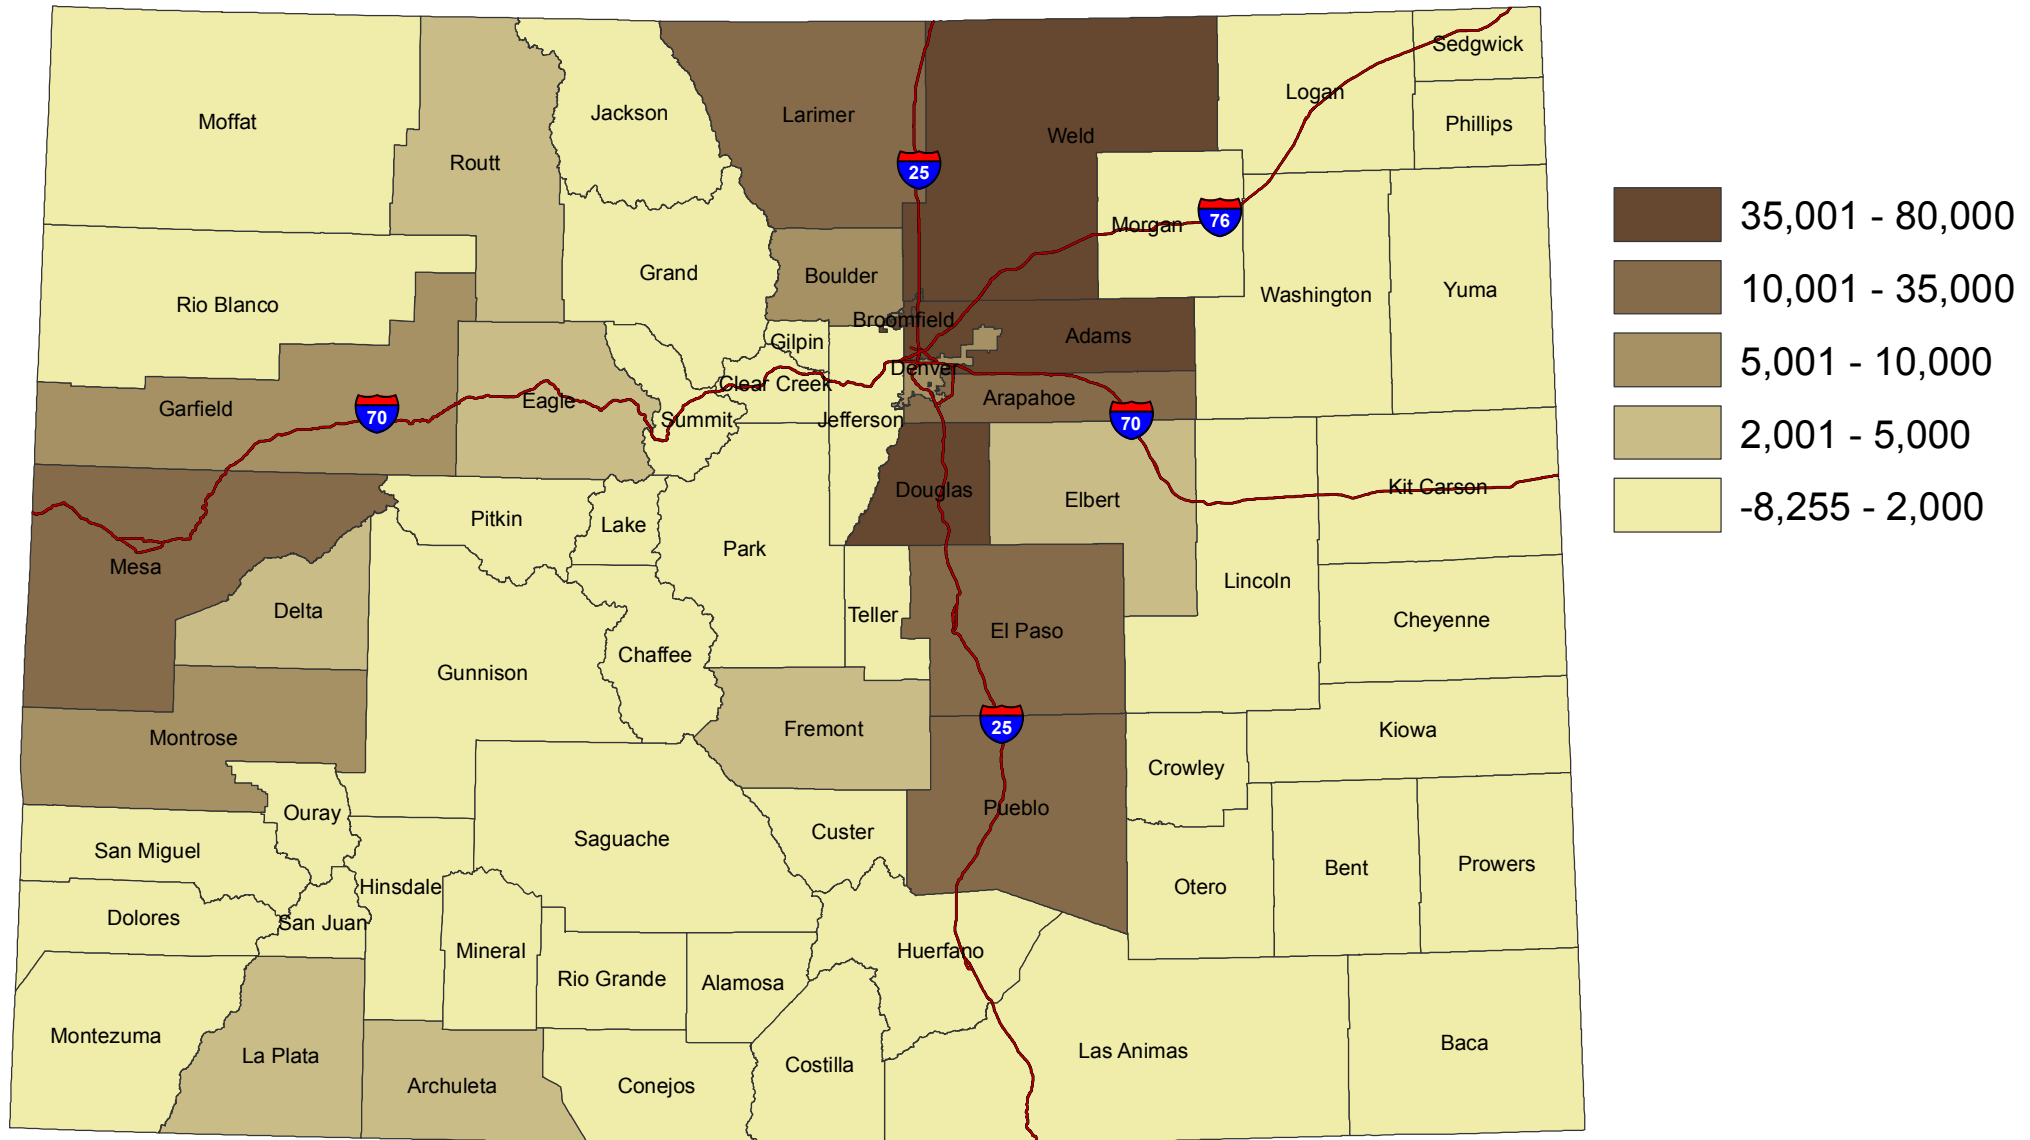 Sedgwick
Logan
Jackson
Larimer
Moffat
Phillips
Weld
Routt
25
76
Morgan
35,001 - 80,000
Grand
Boulder
10,001 - 35,000
Yuma
Washington
Rio Blanco
Broomfield
Adams
Gilpin
5,001 - 10,000
Denver
Clear Creek
Arapahoe
Eagle
Garfield
70
Summit
Jefferson
70
2,001 - 5,000
Kit Carson
Douglas
Elbert
-8,255 - 2,000
Pitkin
Lake
Park
Mesa
Lincoln
Delta
Teller
Cheyenne
El Paso
Chaffee
Gunnison
25
Fremont
Kiowa
Montrose
Crowley
Pueblo
Ouray
Custer
Saguache
San Miguel
Prowers
Bent
Hinsdale
Otero
Dolores
San Juan
Mineral
Huerfano
Rio Grande
Alamosa
Montezuma
Baca
Las Animas
La Plata
Costilla
Archuleta
Conejos